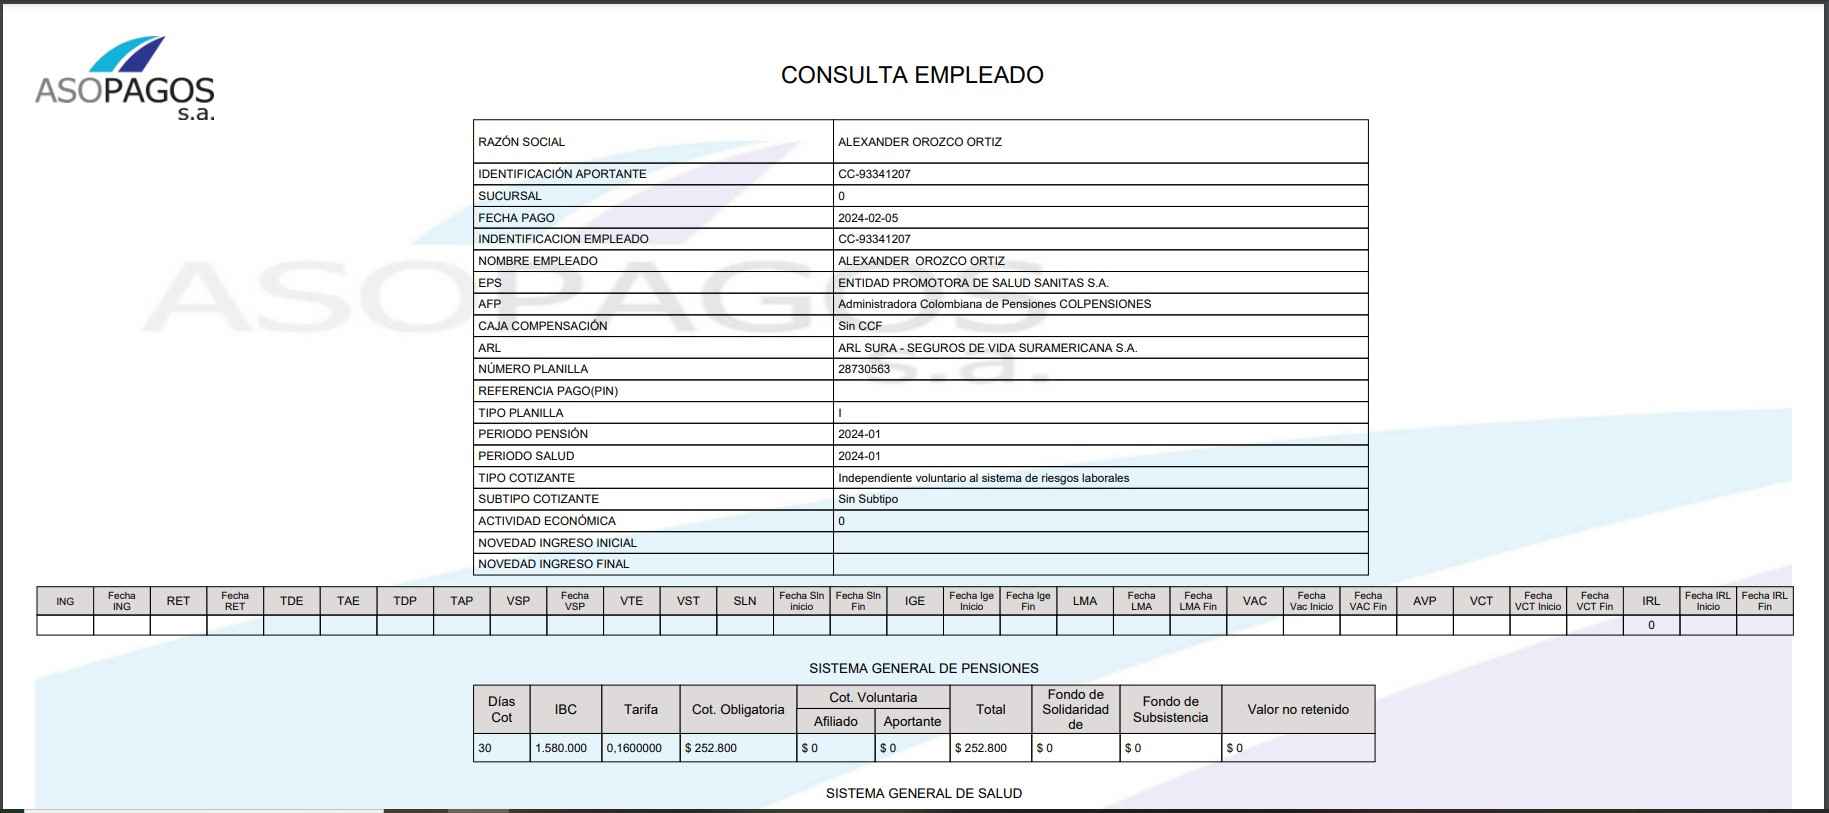 ASOPAGOS
s.a.
CONSULTA EMPLEADO
RAZÓN SOCIAL ALEXANDER OROZCO ORTIZ
IDENTIFICACIÓN APORTANTE CC-93341207
SUCURSAL 0
FECHA PAGO 2024-02-05
INDENTIFICACION EMPLEADO CC-93341207
NOMBRE EMPLEADO ALEXANDER OROZCO ORTIZ
EPS ENTIDAD PROMOTORA DE SALUD SANITAS S.A.
AFP Administradora Colombiana de Pensiones COLPENSIONES
CAJA COMPENSACIÓN Sin CCF
ARL ARL SURA - SEGUROS DE VIDA SURAMERICANA S.A.
NÚMERO PLANILLA 28730563
REFERENCIA PAGO(PIN)
TIPO PLANILLA I
PERIODO PENSIÓN 2024-01
PERIODO SALUD 2024-01
TIPO COTIZANTE Independiente voluntario al sistema de riesgos laborales
SUBTIPO COTIZANTE Sin Subtipo
ACTIVIDAD ECONÓMICA 0
NOVEDAD INGRESO INICIAL
NOVEDAD INGRESO FINAL
ASOPAGOS
s.a.
ING Fecha ING RET Fecha RET TDE TAE TDP TAP VSP Fecha VSP VTE VST SLN Fecha Sln inicio Fecha Sln Fin IGE Fecha Ige Inicio Fecha Ige Fin LMA Fecha LMA Fecha LMA Fin VAC Fecha Vac Inicio Fecha VAC Fin AVP VCT Fecha VCT Inicio Fecha VCT Fin IRL Fecha IRL Inicio Fecha IRL Fin
0
SISTEMA GENERAL DE PENSIONES
Días Cot IBC Tarifa Cot. Obligatoria Cot. Voluntaria Afiliado Aportante Total Fondo de Solidaridad de Fondo de Subsistencia Valor no retenido
30 1.580.000 0,1600000 $ 252.800 $ 0 $ 0 $ 252.800 $ 0 $ 0 $ 0
SISTEMA GENERAL DE SALUD